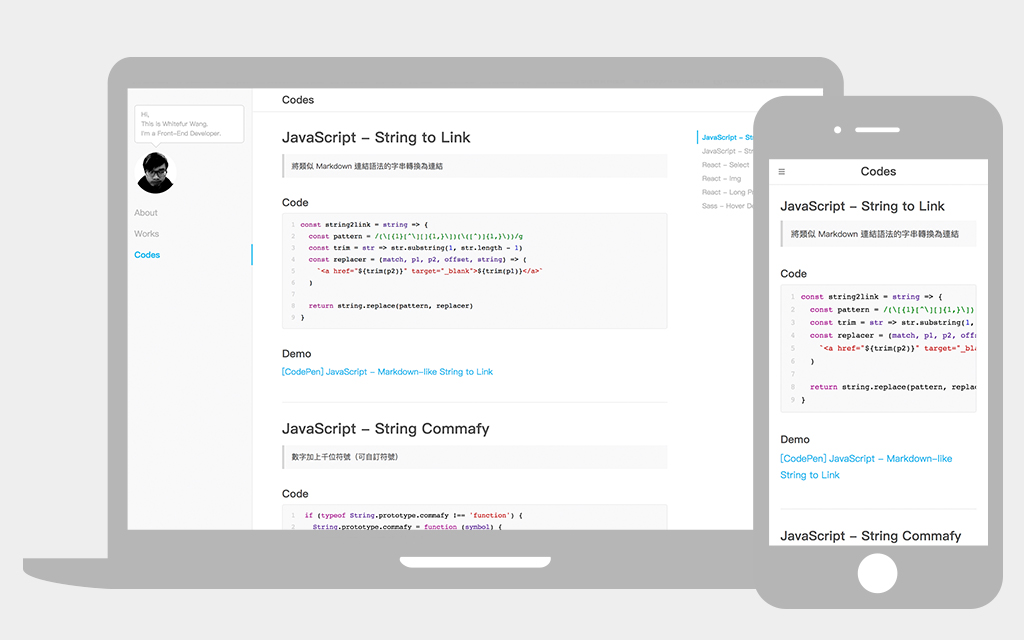 Hi,
This is Whitefur Wang,
I'm a Front-End Developer.
About
Works
Codes
Codes
JavaScript - String to Link
將類似 Markdown 連結語法的字串轉換為連結
Code
1 const string2link = string => {
2 const pattern = /(\[{1}[^\][]{1,}\])(\([^)]{1,}\))/g
3 const trim = str => str.substring(1, str.length - 1)
4 const replacer = (match, p1, p2, offset, string) => (
5 `<a href="${trim(p2)}" target="_blank">${trim(p1)}</a>`
6 )
7
8 return string.replace(pattern, replacer)
9 }
Demo
[CodePen] JavaScript - Markdown-like String to Link
JavaScript - String Commafy
數字加上千位符號（可自訂符號）
Code
1 if (typeof String.prototype.commafy !== 'function') {
2 String.prototype.commafy = function (symbol) {
JavaScript - St
JavaScript - Str
React - Select
React - Img
React - Long P
Sass - Hover De
Codes
JavaScript - String to Link
將類似 Markdown 連結語法的字串轉換為連結
Code
1 const string2link = string => {
2 const pattern = /(\[{1}[^\][]{1,}\])
3 const trim = str => str.substring(1,
4 const replacer = (match, p1, p2, offs
5 `<a href="${trim(p2)}" target="_bla
6 )
7
8 return string.replace(pattern, replac
9 }
Demo
[CodePen] JavaScript - Markdown-like
String to Link
JavaScript - String Commafy